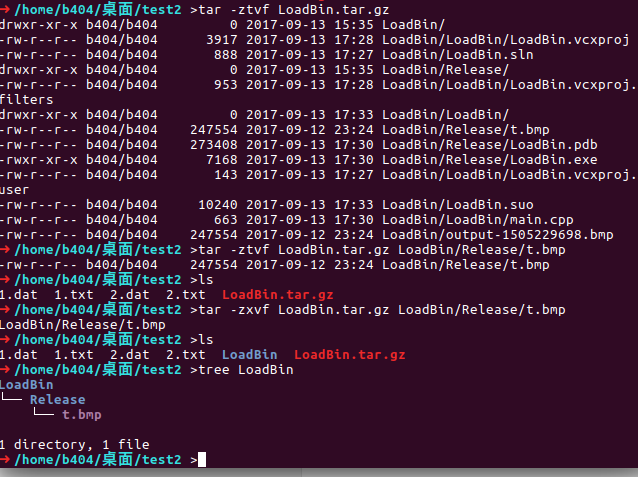 → /home/b404/桌面/test2 >tar -ztvf LoadBin.tar.gz
drwxr-xr-x b404/b404         0 2017-09-13 15:35 LoadBin/
-rw-r--r-- b404/b404      3917 2017-09-13 17:28 LoadBin/LoadBin/LoadBin.vcxproj
-rw-r--r-- b404/b404       888 2017-09-13 17:27 LoadBin/LoadBin.sln
drwxr-xr-x b404/b404         0 2017-09-13 15:35 LoadBin/Release/
-rw-r--r-- b404/b404       953 2017-09-13 17:28 LoadBin/LoadBin/LoadBin.vcxproj.
filters
drwxr-xr-x b404/b404         0 2017-09-13 17:33 LoadBin/LoadBin/
-rw-r--r-- b404/b404    247554 2017-09-12 23:24 LoadBin/Release/t.bmp
-rw-r--r-- b404/b404    273408 2017-09-13 17:30 LoadBin/Release/LoadBin.pdb
-rwxr-xr-x b404/b404      7168 2017-09-13 17:30 LoadBin/Release/LoadBin.exe
-rw-r--r-- b404/b404       143 2017-09-13 17:27 LoadBin/LoadBin/LoadBin.vcxproj.
user
-rw-r--r-- b404/b404     10240 2017-09-13 17:33 LoadBin/LoadBin.suo
-rw-r--r-- b404/b404       663 2017-09-13 17:30 LoadBin/LoadBin/main.cpp
-rw-r--r-- b404/b404    247554 2017-09-12 23:24 LoadBin/output-1505229698.bmp
→ /home/b404/桌面/test2 >tar -ztvf LoadBin.tar.gz LoadBin/Release/t.bmp
-rw-r--r-- b404/b404    247554 2017-09-12 23:24 LoadBin/Release/t.bmp
→ /home/b404/桌面/test2 >ls
1.dat  1.txt  2.dat  2.txt  LoadBin.tar.gz
→ /home/b404/桌面/test2 >tar -zxvf LoadBin.tar.gz LoadBin/Release/t.bmp
LoadBin/Release/t.bmp
→ /home/b404/桌面/test2 >ls
1.dat  1.txt  2.dat  2.txt  LoadBin  LoadBin.tar.gz
→ /home/b404/桌面/test2 >tree LoadBin
LoadBin
└── Release
    └── t.bmp

1 directory, 1 file
→ /home/b404/桌面/test2 >